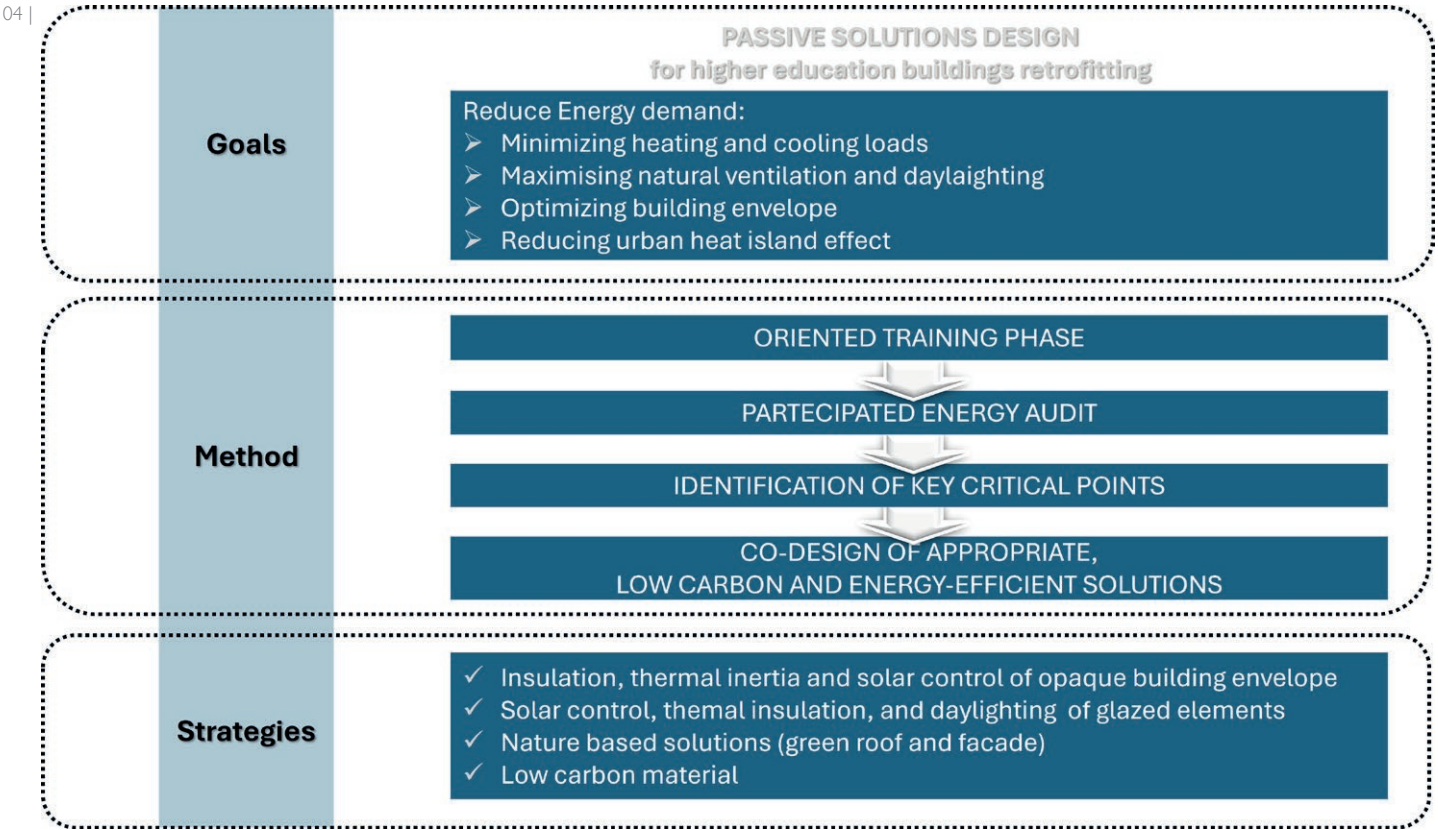 04 |
PASSIVE SOLUTIONS DESIGN
for higher education buildings retrofitting
Goals
Reduce Energy demand:
➢ Minimizing heating and cooling loads
➢ Maximising natural ventilation and daylaighting
➢ Optimizing building envelope
➢ Reducing urban heat island effect
Method
ORIENTED TRAINING PHASE
PARTECIPATED ENERGY AUDIT
IDENTIFICATION OF KEY CRITICAL POINTS
CO-DESIGN OF APPROPRIATE,
LOW CARBON AND ENERGY-EFFICIENT SOLUTIONS
Strategies
✓ Insulation, thermal inertia and solar control of opaque building envelope
✓ Solar control, themal insulation, and daylighting of glazed elements
✓ Nature based solutions (green roof and facade)
✓ Low carbon material